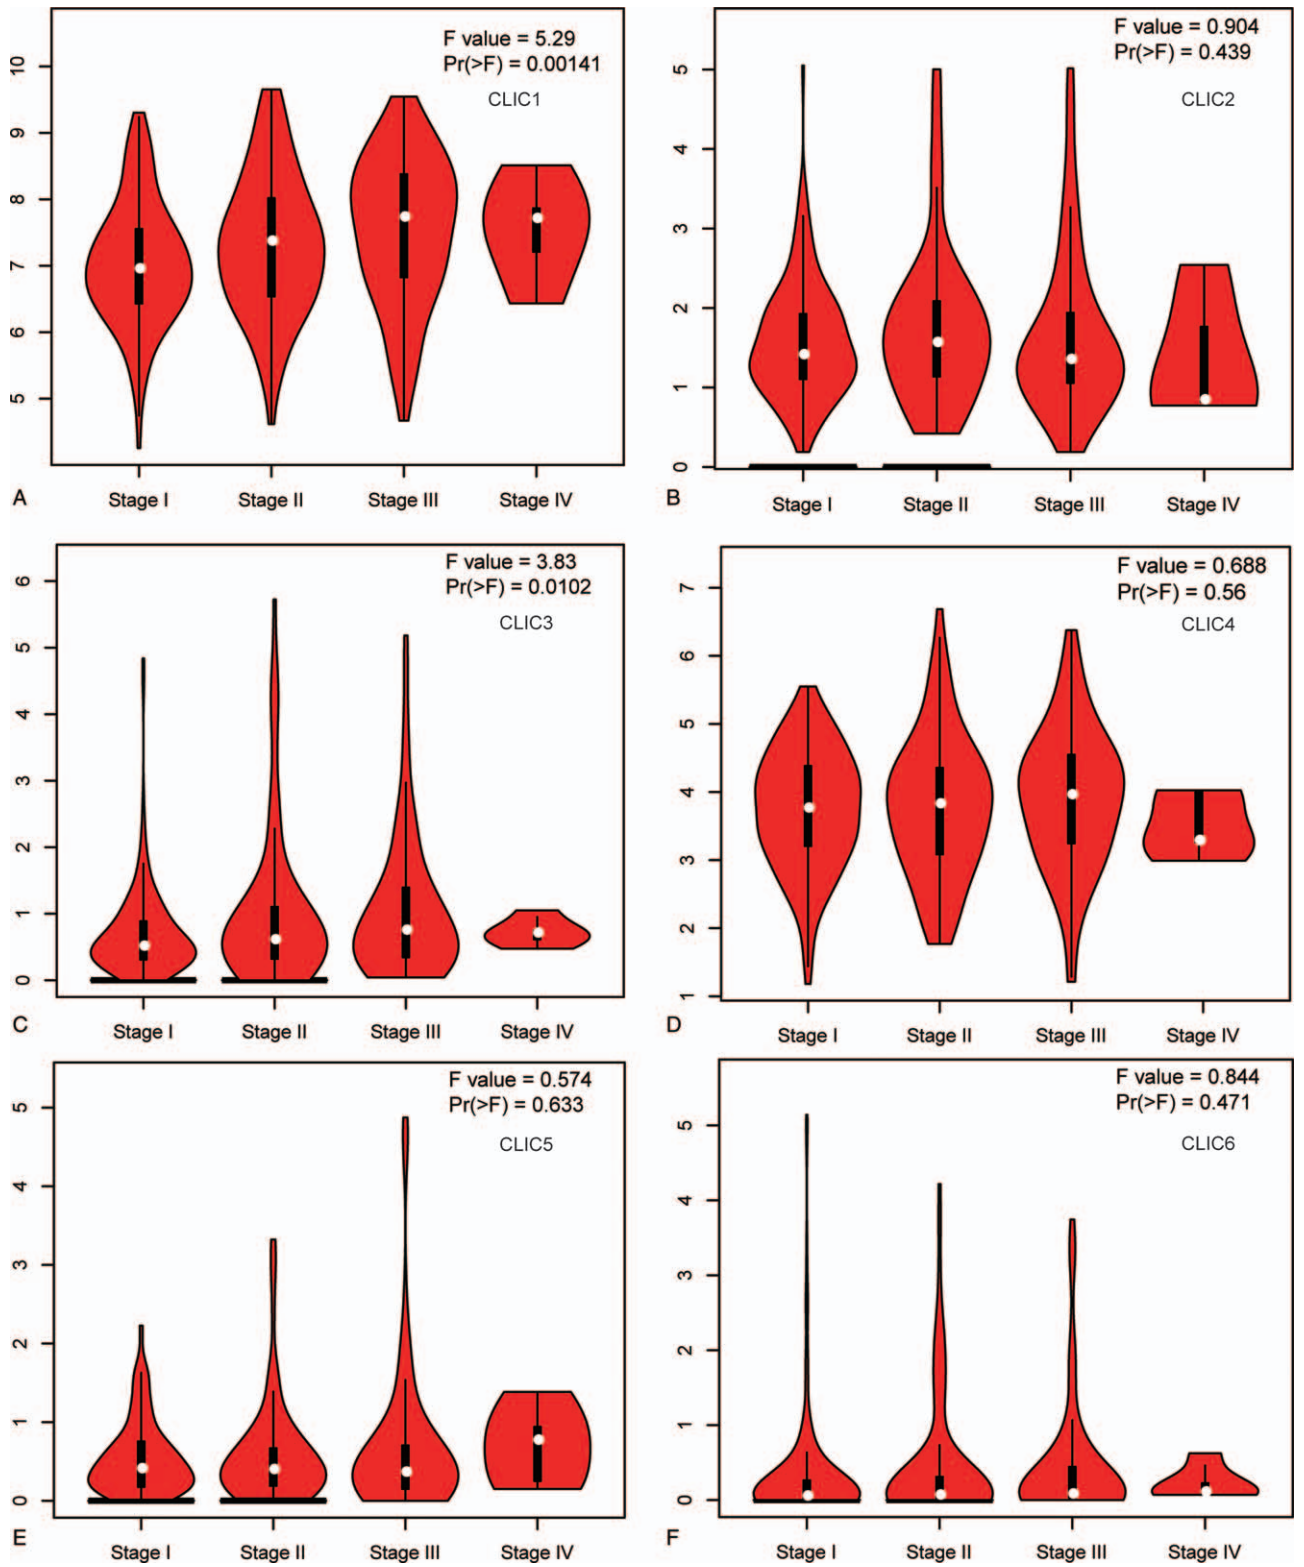 F value = 5.29
Pr(>F) = 0.00141
CLIC1
10
9
8
7
6
5
A
Stage I
Stage II
Stage III
Stage IV
F value = 0.904
Pr(>F) = 0.439
CLIC2
5
4
3
2
1
0
B
Stage I
Stage II
Stage III
Stage IV
F value = 3.83
Pr(>F) = 0.0102
CLIC3
6
5
4
3
2
1
0
C
Stage I
Stage II
Stage III
Stage IV
F value = 0.688
Pr(>F) = 0.56
CLIC4
7
6
5
4
3
2
1
D
Stage I
Stage II
Stage III
Stage IV
F value = 0.574
Pr(>F) = 0.633
CLIC5
5
4
3
2
1
0
E
Stage I
Stage II
Stage III
Stage IV
F value = 0.844
Pr(>F) = 0.471
CLIC6
5
4
3
2
1
0
F
Stage I
Stage II
Stage III
Stage IV